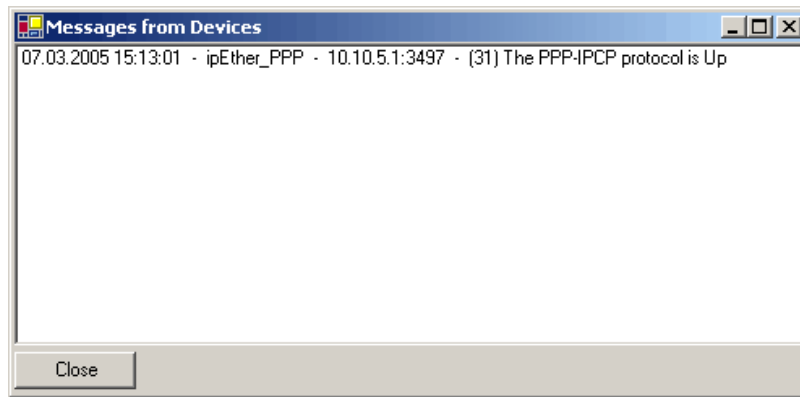 Messages from Devices
07.03.2005 15:13:01 - ipEther_PPP - 10.10.5.1:3497 - (31) The PPP-IPCP protocol is Up
Close